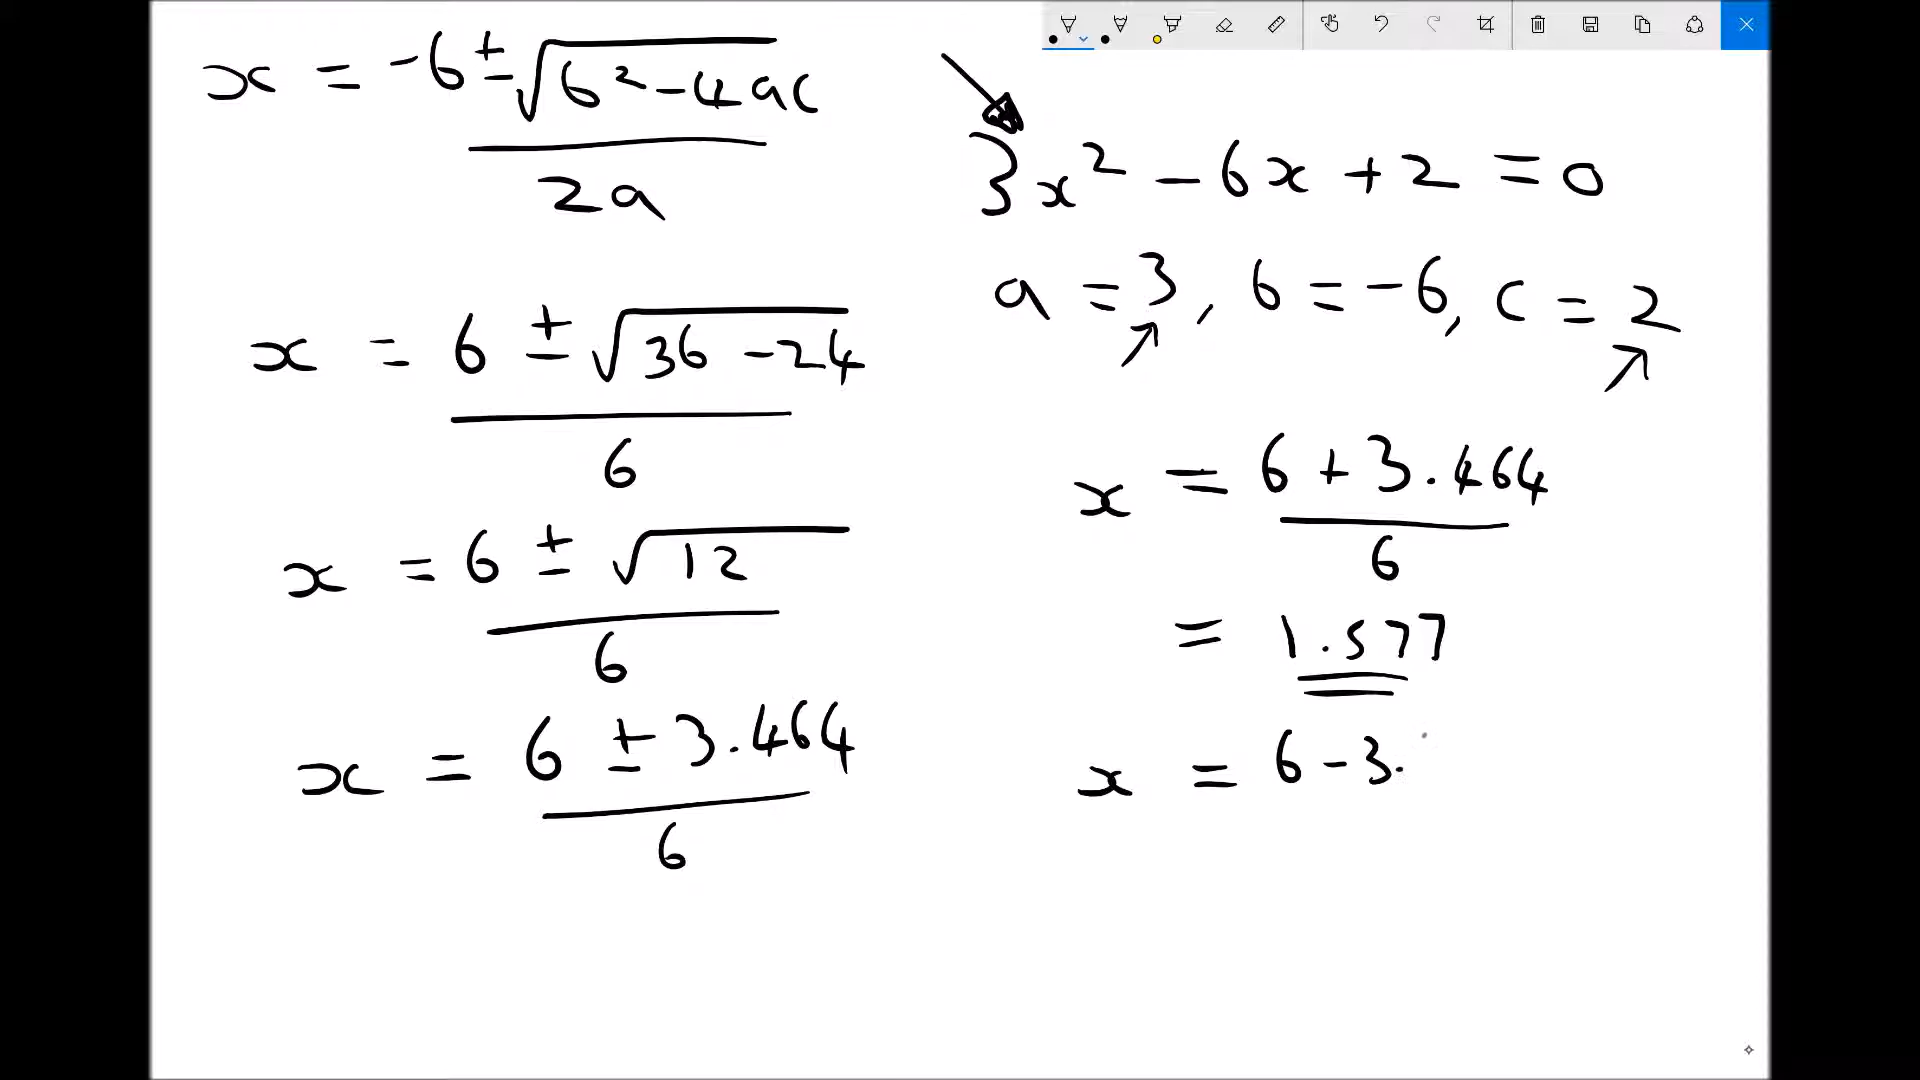 x = -b ± √(b² - 4ac)
2a
x = 6 ± √(36 - 24)
6
x = 6 ± √12
6
x = 6 ± 3.464
6
3x² - 6x + 2 = 0
a = 3, b = -6, c = 2
x = 6 + 3.464
6
= 1.577
x = 6 - 3.